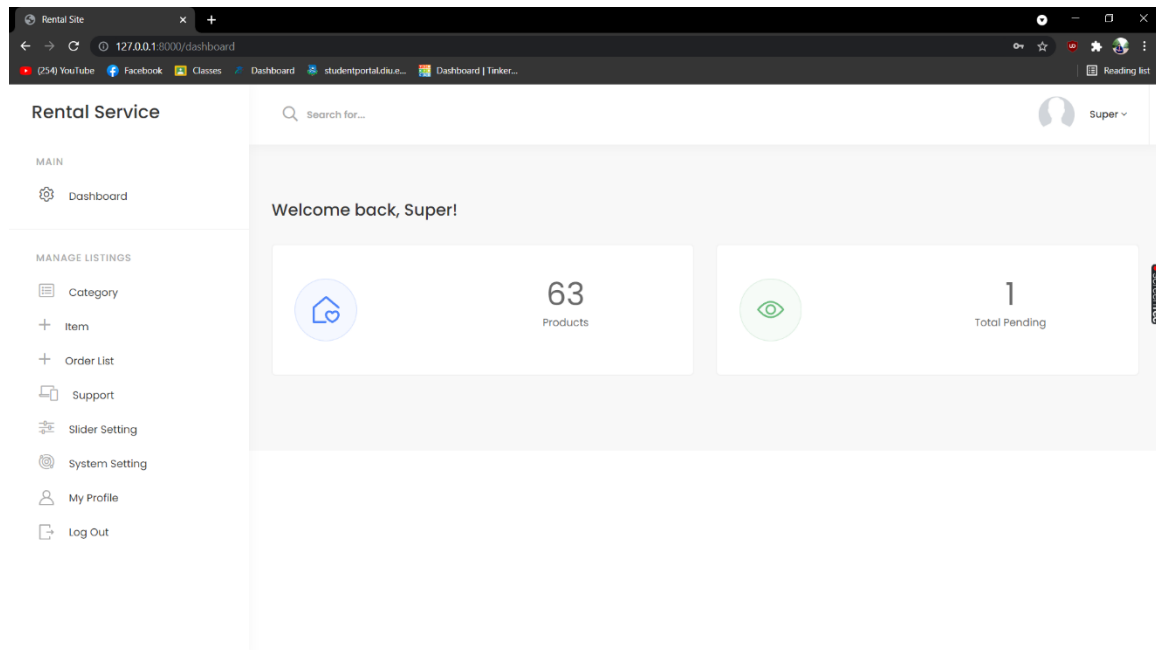 Rental Site
127.0.0.1:8000/dashboard
(254) YouTube Facebook Classes Dashboard studentportal.diu.e... Dashboard | Tinker... Reading list
Rental Service
Search for...
Super
MAIN
Dashboard
Welcome back, Super!
MANAGE LISTINGS
Category
Item
Order List
Support
Slider Setting
System Setting
My Profile
Log Out
63
Products
1
Total Pending